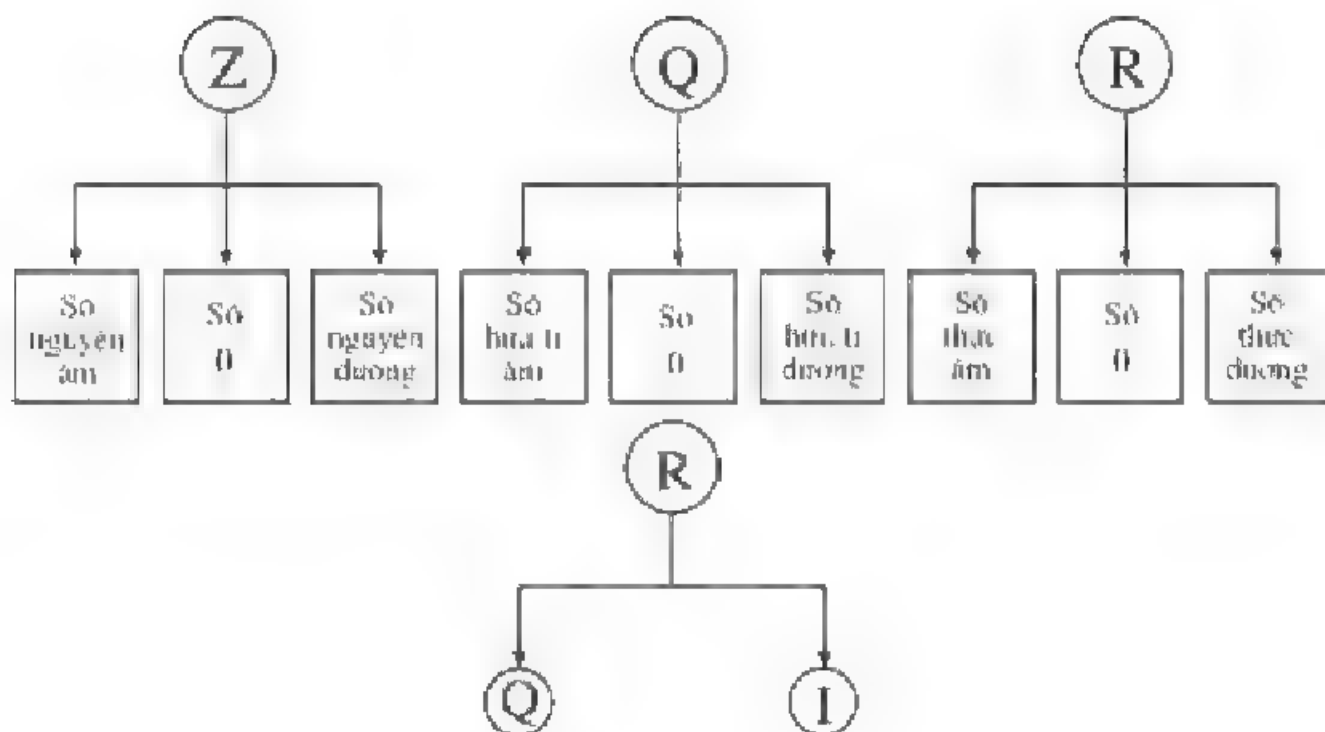 Z
Q
R
Số
nguyên
âm
Số
0
Số
nguyên
dương
Số
hữu tỉ
âm
Số
0
Số
hữu tỉ
dương
Số
thực
âm
Số
0
Số
thực
dương
R
Q
I